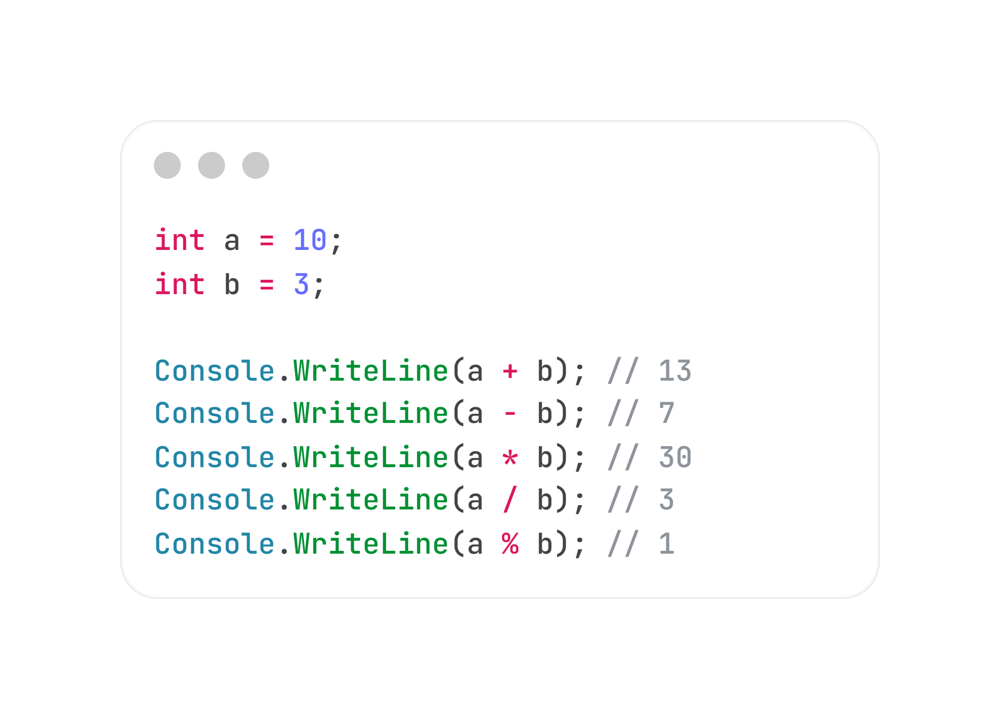 int a = 10;
int b = 3;

Console.WriteLine(a + b); // 13
Console.WriteLine(a - b); // 7
Console.WriteLine(a * b); // 30
Console.WriteLine(a / b); // 3
Console.WriteLine(a % b); // 1